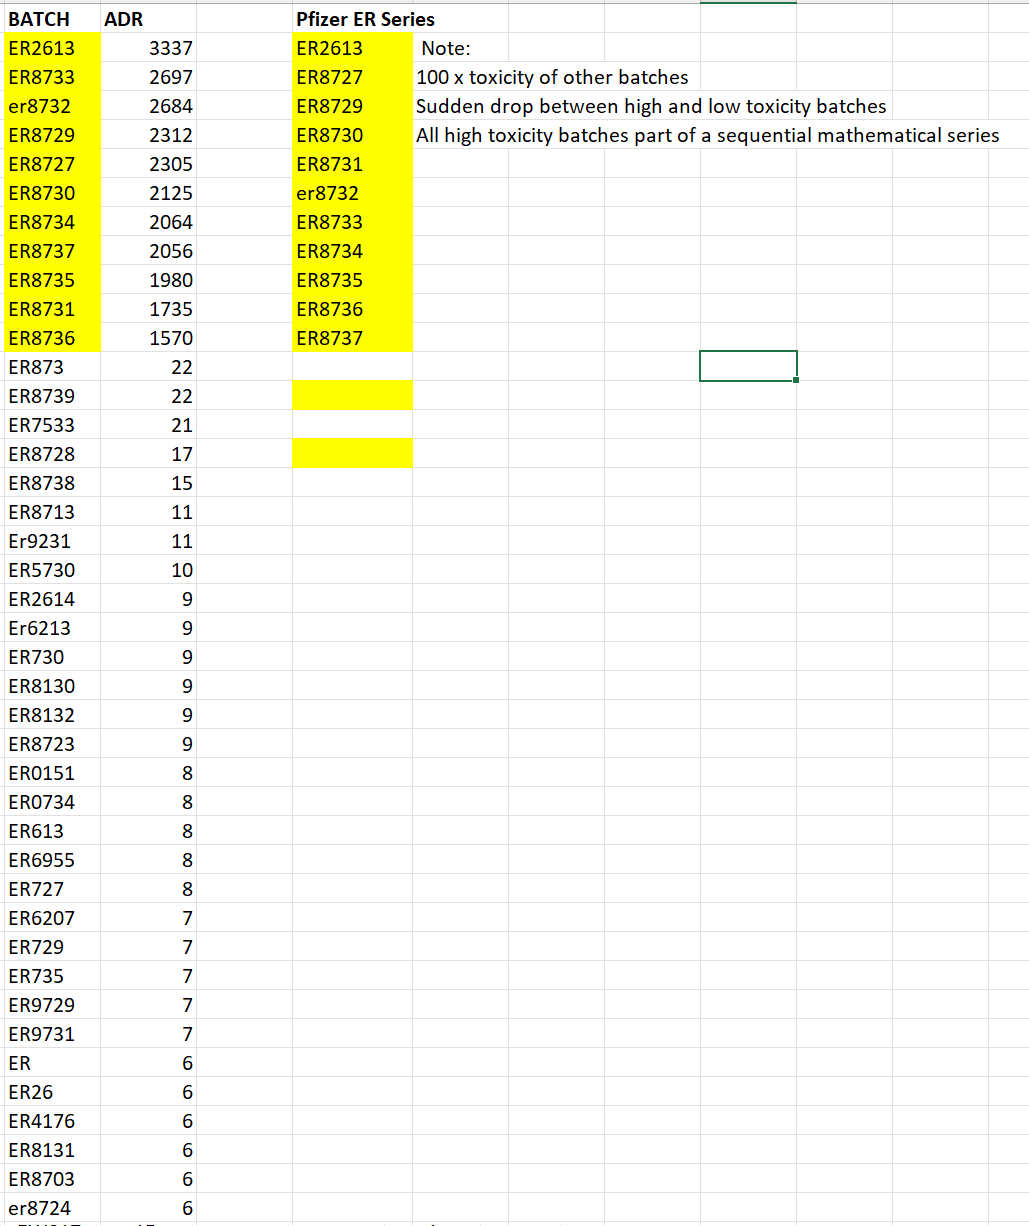 BATCH ADR Pfizer ER Series
ER2613 3337 ER2613 Note:
ER8733 2697 ER8727 100 x toxicity of other batches
er8732 2684 ER8729 Sudden drop between high and low toxicity batches
ER8729 2312 ER8730 All high toxicity batches part of a sequential mathematical series
ER8727 2305 ER8731
ER8730 2125 er8732
ER8734 2064 ER8733
ER8737 2056 ER8734
ER8735 1980 ER8735
ER8731 1735 ER8736
ER8736 1570 ER8737
ER873 22
ER8739 22
ER7533 21
ER8728 17
ER8738 15
ER8713 11
Er9231 11
ER5730 10
ER2614 9
Er6213 9
ER730 9
ER8130 9
ER8132 9
ER8723 9
ER0151 8
ER0734 8
ER613 8
ER6955 8
ER727 8
ER6207 7
ER729 7
ER735 7
ER9729 7
ER9731 7
ER 6
ER26 6
ER4176 6
ER8131 6
ER8703 6
er8724 6